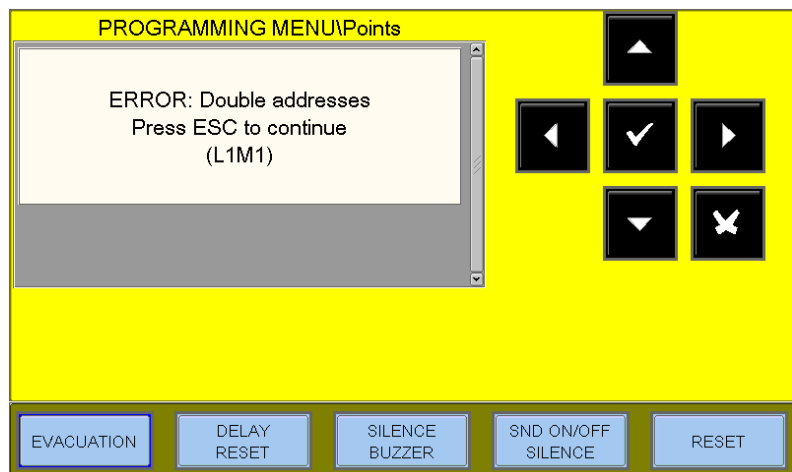 PROGRAMMING MENU\Points
ERROR: Double addresses
Press ESC to continue
(L1M1)
EVACUATION
DELAY
RESET
SILENCE
BUZZER
SND ON/OFF
SILENCE
RESET